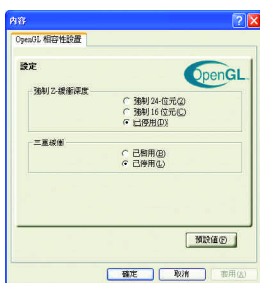 內容
OpenGL 相容性設置
設定
OpenGL
強制 Z-緩衝深度
強制 24-位元(2)
強制 16 位元(C)
已停用(D)
三重緩衝
已啟用(B)
已停用(L)
預設值(F)
確定
取消
套用(A)